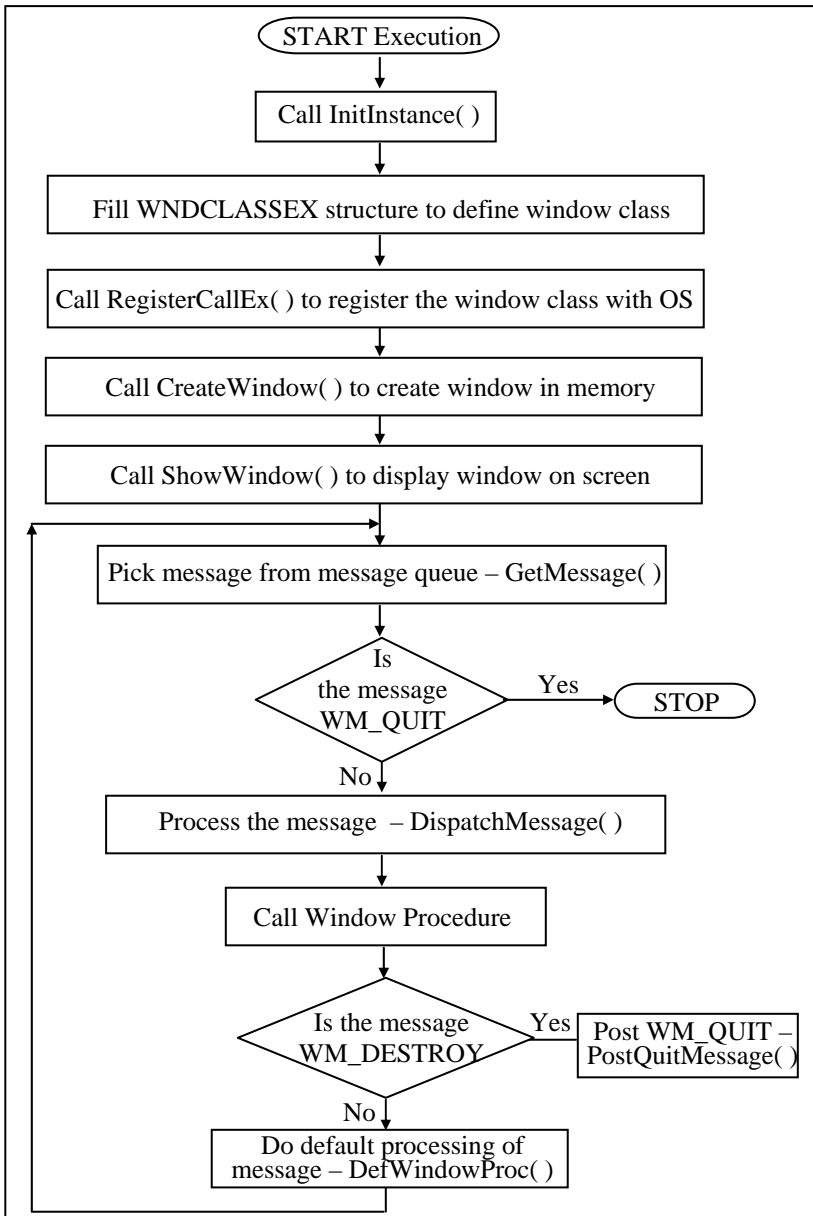 START Execution
Call InitInstance( )
Fill WNDCLASSEX structure to define window class
Call RegisterCallEx( ) to register the window class with OS
Call CreateWindow( ) to create window in memory
Call ShowWindow( ) to display window on screen
Pick message from message queue – GetMessage( )
Is
the message
WM_QUIT
Yes
STOP
No
Process the message – DispatchMessage( )
Call Window Procedure
Is the message
WM_DESTROY
Yes
Post WM_QUIT –
PostQuitMessage( )
No
Do default processing of
message – DefWindowProc( )